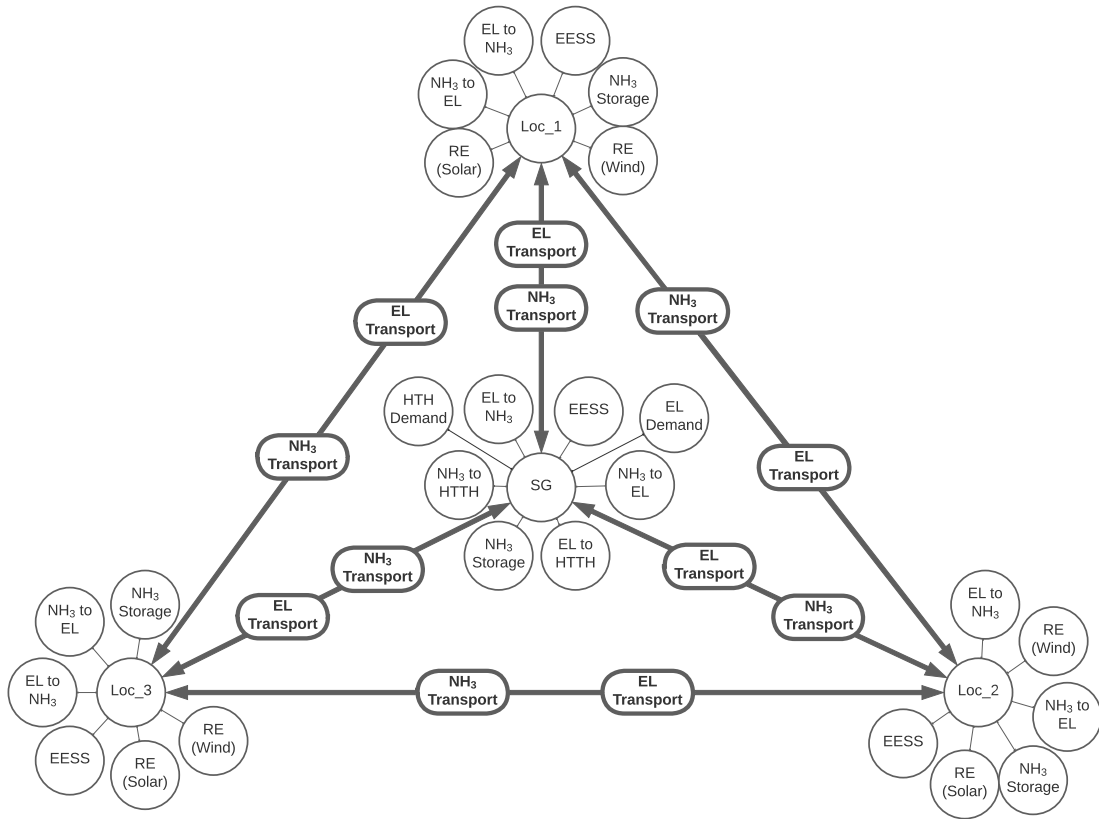 EL to
NH₃
EESS
NH₃ to
EL
NH₃
Storage
Loc_1
RE
(Solar)
RE
(Wind)
EL
Transport
NH₃
Transport
EL
Transport
NH₃
Transport
HTH
Demand
EL to
NH₃
EESS
EL
Demand
NH₃
Transport
EL
Transport
NH₃ to
HTTH
SG
NH₃ to
EL
NH₃
Storage
EL to
HTTH
NH₃
Transport
EL
Transport
EL
Transport
NH₃
Transport
NH₃
Storage
NH₃ to
EL
Loc_3
EL to
NH₃
EESS
RE
(Solar)
RE
(Wind)
NH₃
Transport
EL
Transport
EL to
NH₃
RE
(Wind)
Loc_2
NH₃ to
EL
EESS
RE
(Solar)
NH₃
Storage